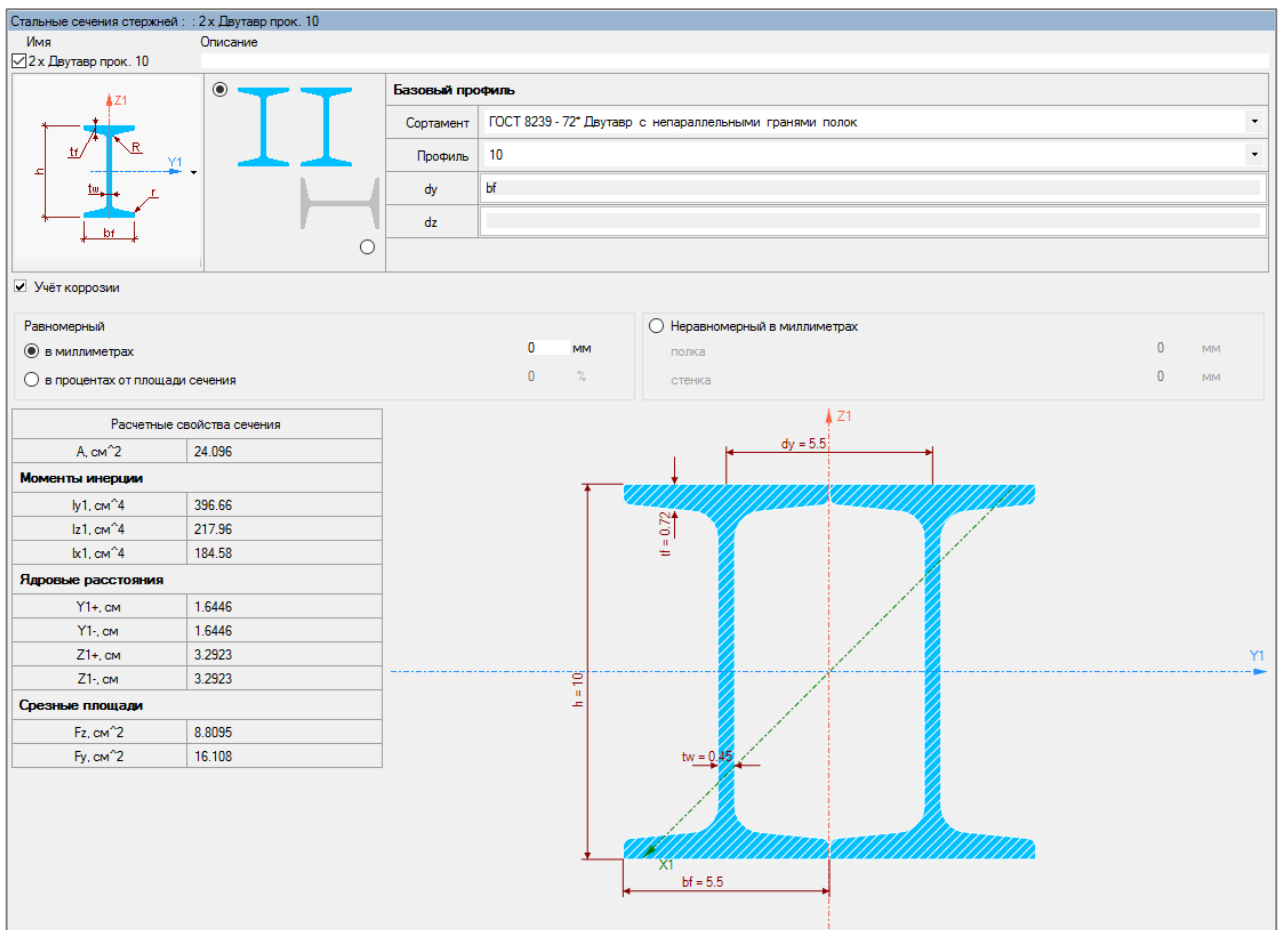 Стальные сечения стержней : : 2 x Двутавр прок. 10
Имя Описание
2 x Двутавр прок. 10
Z1
tf
R
Y1
h
tw
r
bf
Базовый профиль
Сортамент ГОСТ 8239 - 72* Двутавр с непараллельными гранями полок
Профиль 10
dy bf
dz
Учёт коррозии
Равномерный
в миллиметрах 0 мм
в процентах от площади сечения 0 %
Неравномерный в миллиметрах
полка 0 мм
стенка 0 мм
Расчетные свойства сечения
A, см^2 24.096
Моменты инерции
Iy1, см^4 396.66
Iz1, см^4 217.96
Ix1, см^4 184.58
Ядровые расстояния
Y1+, см 1.6446
Y1-, см 1.6446
Z1+, см 3.2923
Z1-, см 3.2923
Срезные площади
Fz, см^2 8.8095
Fy, см^2 16.108
Z1
dy = 5.5
tf = 0.72
Y1
h = 10
tw = 0.45
X1
bf = 5.5